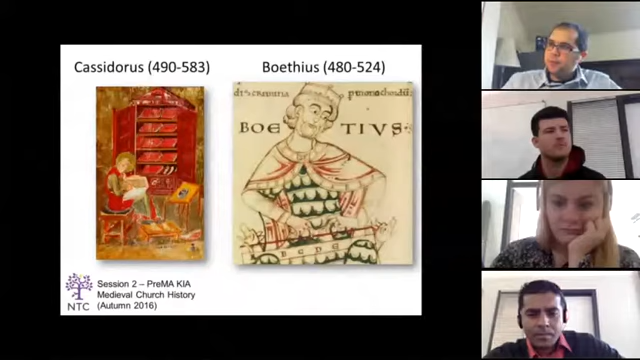 Cassidorus (490-583)
Boethius (480-524)
BOE TIVS
B C D G
Session 2 – PreMA KIA
Medieval Church History
(Autumn 2016)
NTC